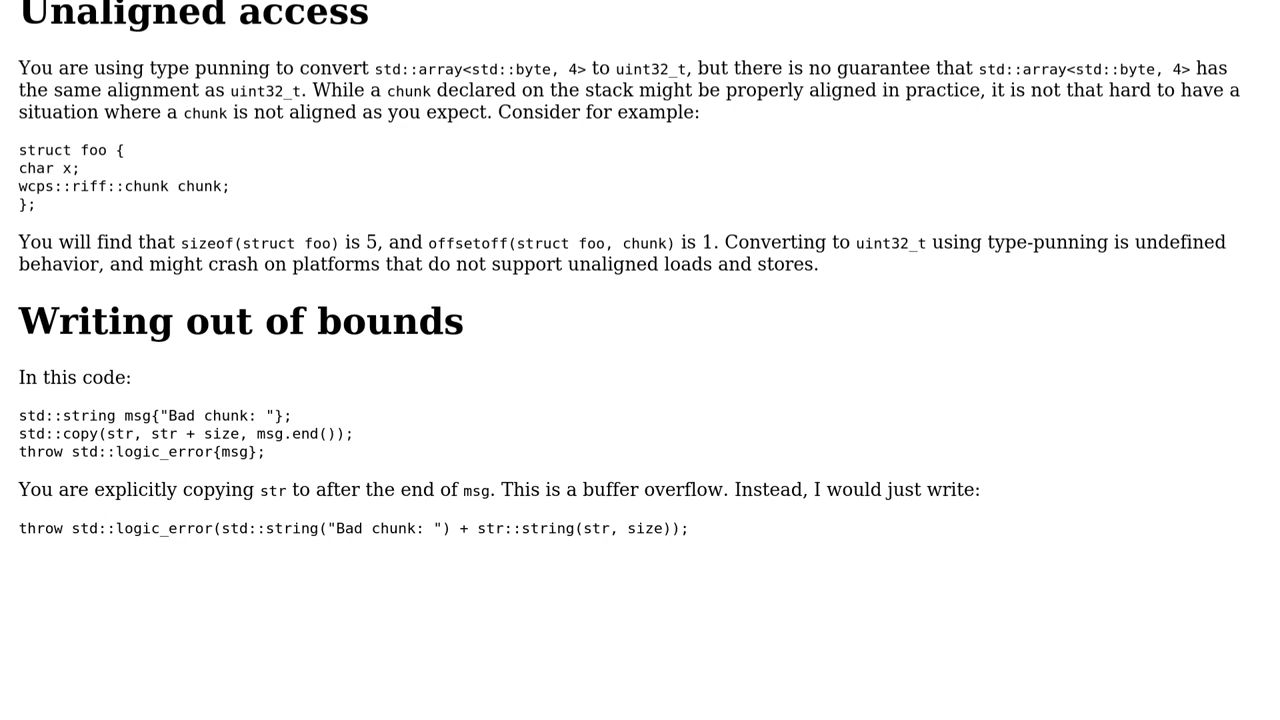 Unaligned access
You are using type punning to convert std::array<std::byte, 4> to uint32_t, but there is no guarantee that std::array<std::byte, 4> has
the same alignment as uint32_t. While a chunk declared on the stack might be properly aligned in practice, it is not that hard to have a
situation where a chunk is not aligned as you expect. Consider for example:
struct foo {
char x;
wcps::riff::chunk chunk;
};
You will find that sizeof(struct foo) is 5, and offsetoff(struct foo, chunk) is 1. Converting to uint32_t using type-punning is undefined
behavior, and might crash on platforms that do not support unaligned loads and stores.
Writing out of bounds
In this code:
std::string msg{"Bad chunk: "};
std::copy(str, str + size, msg.end());
throw std::logic_error{msg};
You are explicitly copying str to after the end of msg. This is a buffer overflow. Instead, I would just write:
throw std::logic_error(std::string("Bad chunk: ") + str::string(str, size));